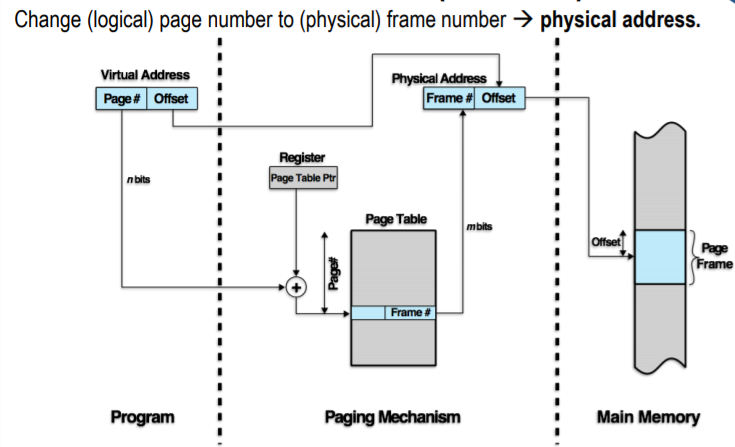 Change (logical) page number to (physical) frame number → physical address.
Virtual Address
Page # Offset
Physical Address
Frame # Offset
n bits
Register
Page Table Ptr
Page Table
m bits
Page#
+
Frame #
Offset
Page
Frame
Program
Paging Mechanism
Main Memory